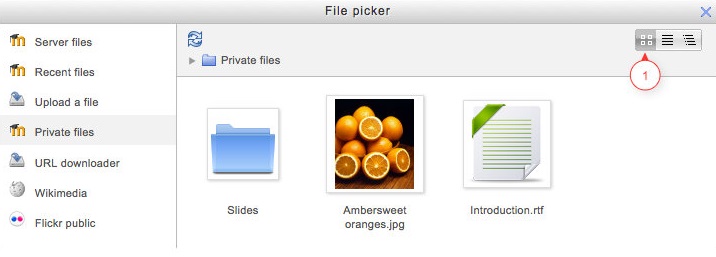 File picker
Server files
Recent files
Upload a file
Private files
URL downloader
Wikimedia
Flickr public
Private files
1
Slides
Ambersweet
oranges.jpg
Introduction.rtf